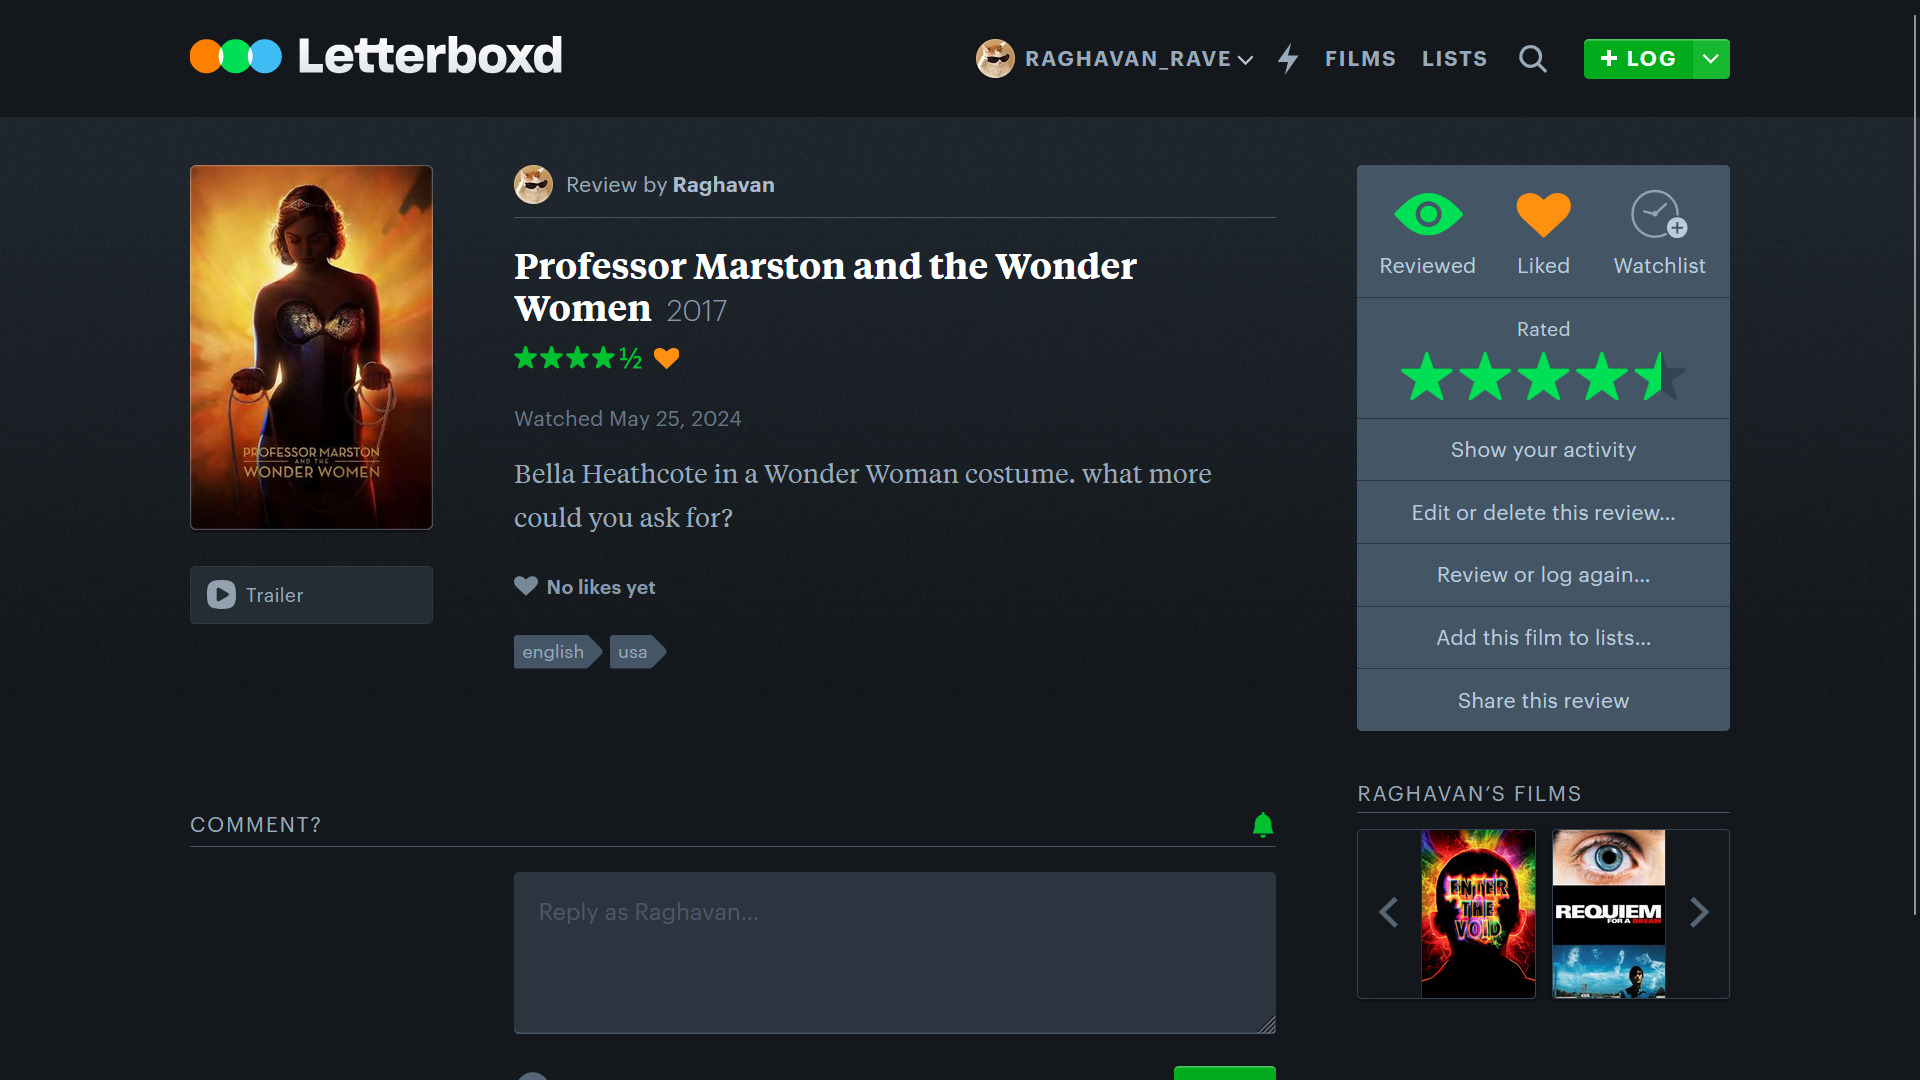 Letterboxd
RAGHAVAN_RAVE
FILMS
LISTS
LOG
PROFESSOR MARSTON
AND THE
WONDER WOMEN
Trailer
Review by Raghavan
Professor Marston and the Wonder
Women 2017
★★★★½
Watched May 25, 2024
Bella Heathcote in a Wonder Woman costume. what more
could you ask for?
No likes yet
english
usa
Reviewed
Liked
Watchlist
Rated
Show your activity
Edit or delete this review…
Review or log again…
Add this film to lists…
Share this review
RAGHAVAN’S FILMS
ENTER
THE
VOID
REQUIEM
FOR A DREAM
COMMENT?
Reply as Raghavan…